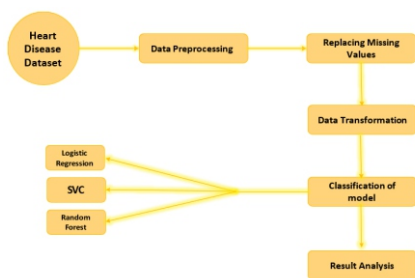 Heart
Disease
Dataset
Data Preprocessing
Replacing Missing
Values
Data Transformation
Logistic
Regression
SVC
Random
Forest
Classification of
model
Result Analysis